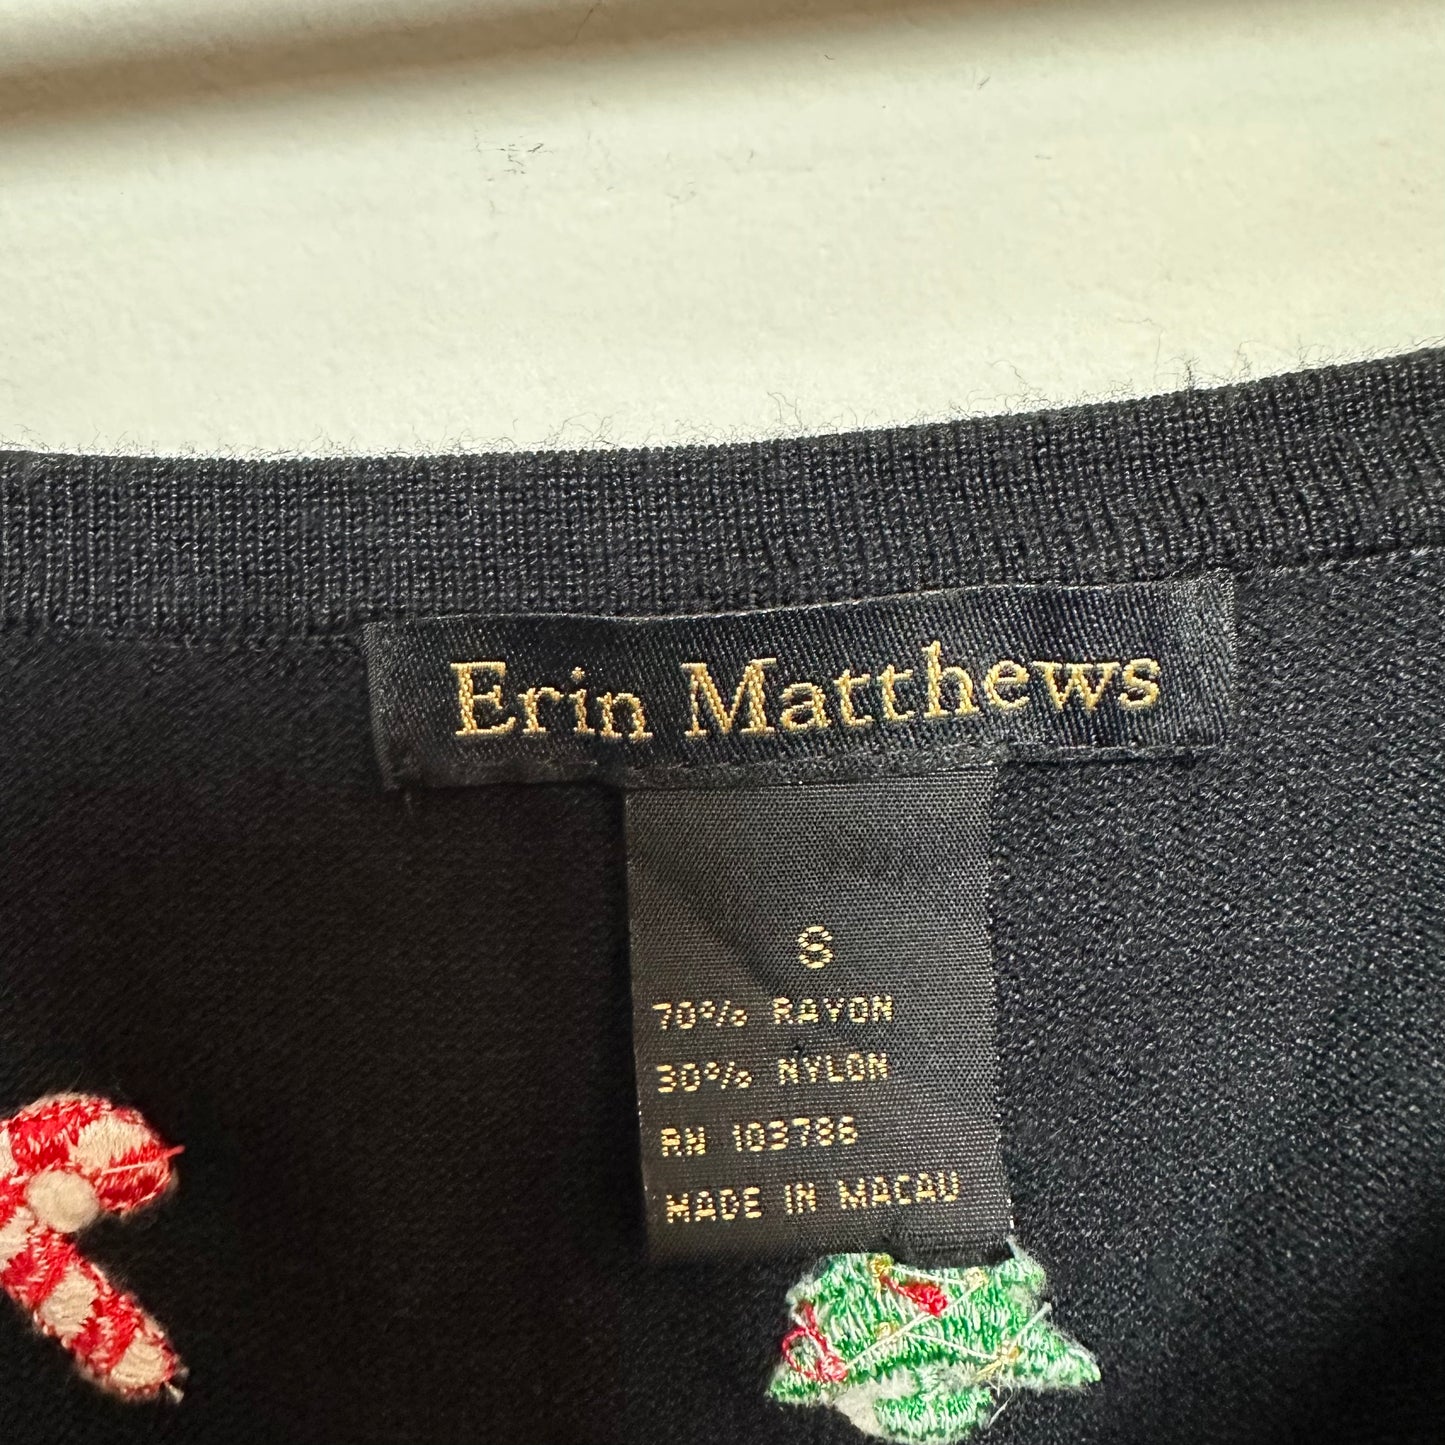 Erin Matthews
S
70% RAYON
30% NYLON
RN 103786
MADE IN MACAU